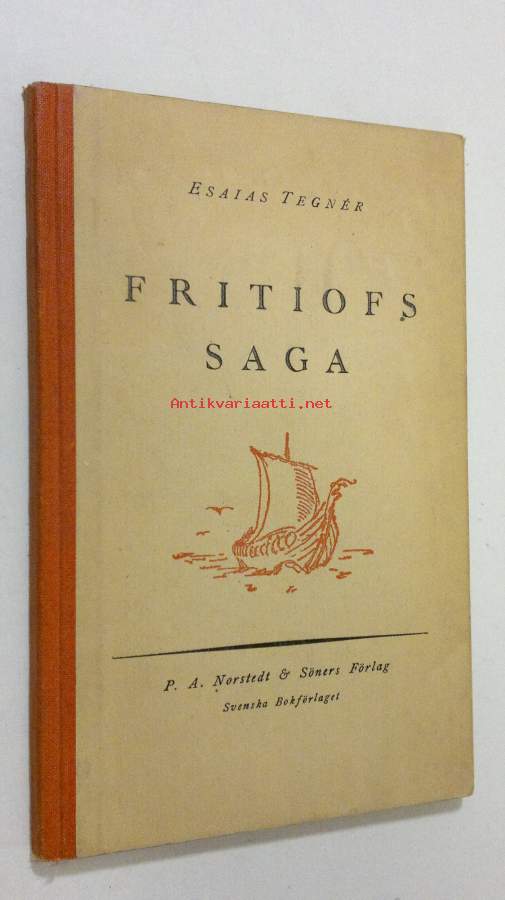 ESAIAS TEGNÉR
FRITIOFS
SAGA
Antikvariaatti.net
P. A. Norstedt & Söners Förlag
Svenska Bokförlaget